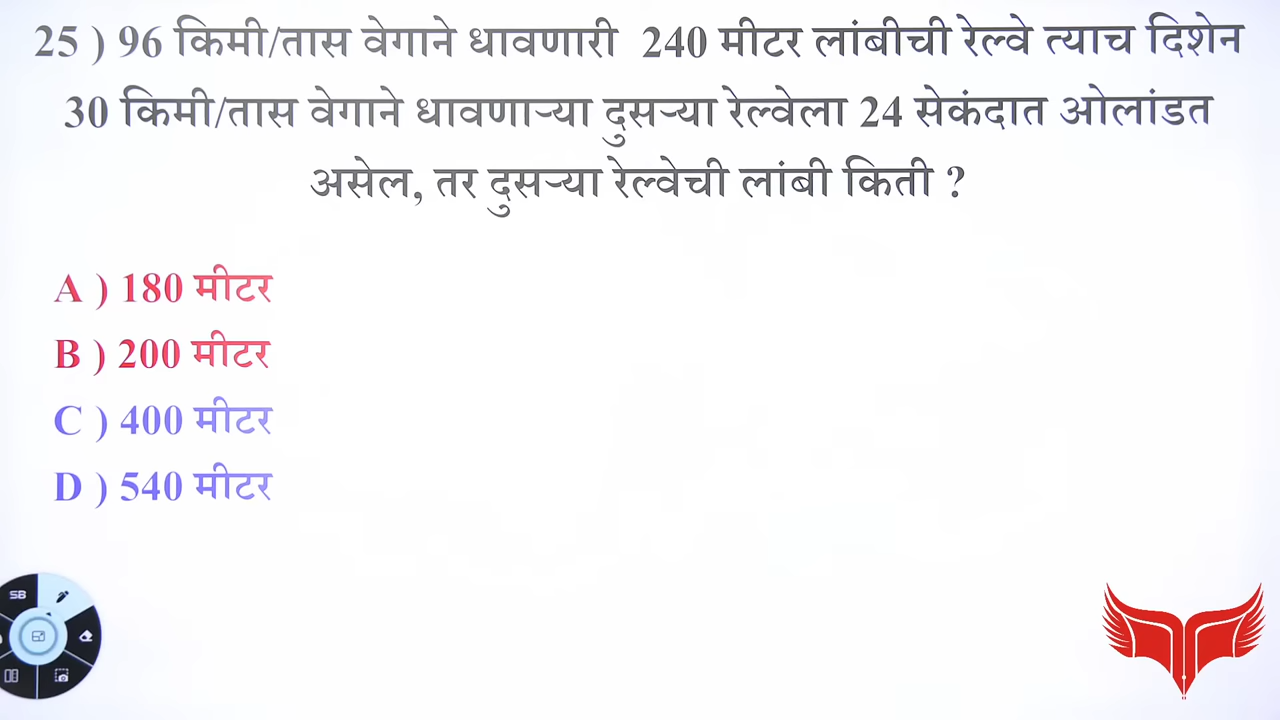 25 ) 96 किमी/तास वेगाने धावणारी 240 मीटर लांबीची रेल्वे त्याच दिशेन
30 किमी/तास वेगाने धावणाऱ्या दुसऱ्या रेल्वेला 24 सेकंदात ओलांडत
असेल, तर दुसऱ्या रेल्वेची लांबी किती ?
A ) 180 मीटर
B ) 200 मीटर
C ) 400 मीटर
D ) 540 मीटर
SB